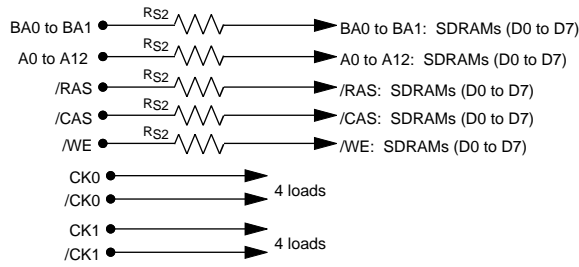 BA0 to BA1 RS2 BA0 to BA1: SDRAMs (D0 to D7)
A0 to A12 RS2 A0 to A12: SDRAMs (D0 to D7)
/RAS RS2 /RAS: SDRAMs (D0 to D7)
/CAS RS2 /CAS: SDRAMs (D0 to D7)
/WE RS2 /WE: SDRAMs (D0 to D7)
CK0
4 loads
/CK0
CK1
4 loads
/CK1